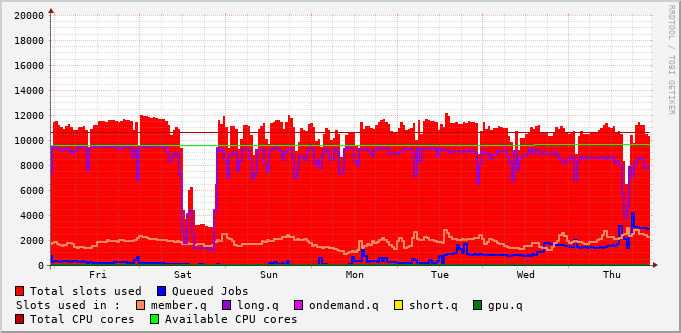 20000
18000
16000
14000
12000
10000
8000
6000
4000
2000
0
Fri Sat Sun Mon Tue Wed Thu
Total slots used Queued Jobs
Slots used in : member.q long.q ondemand.q short.q gpu.q
Total CPU cores Available CPU cores
RRDTOOL / TOBI OETIKER